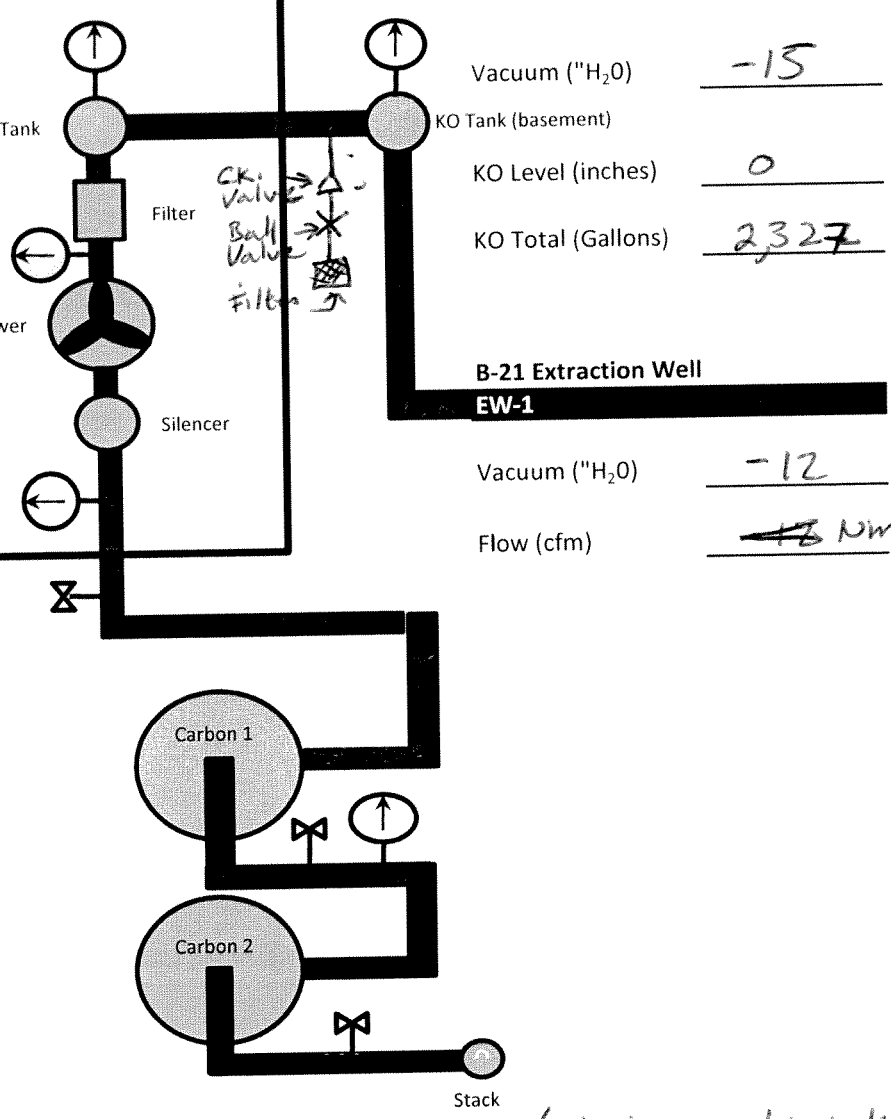 Vacuum ("H₂0) -15
Tank
KO Tank (basement)
KO Level (inches) 0
Ck.
Valve
Filter
Ball
Valve
KO Total (Gallons) 2,327
Filter
B-21 Extraction Well
EW-1
Silencer
Vacuum ("H₂0) -12
Flow (cfm)
Carbon 1
Carbon 2
Stack